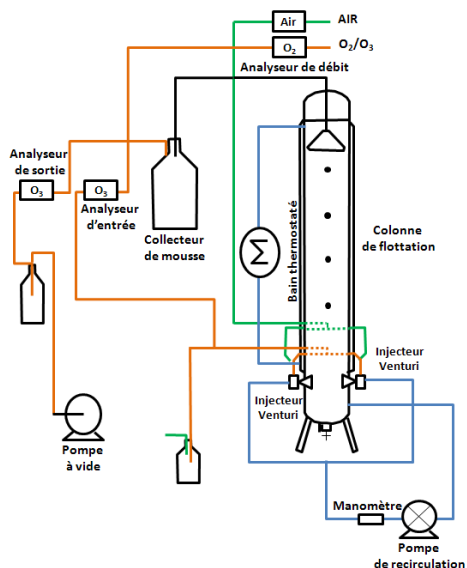 Air
AIR
O₂
O₂/O₃
Analyseur de débit
Analyseur
de sortie
O₃
O₃
Analyseur
d'entrée
Collecteur
de mousse
Σ
Bain thermostaté
Colonne
de flottation
Injecteur
Venturi
Injecteur
Venturi
Pompe
à vide
Manomètre
Pompe
de recirculation